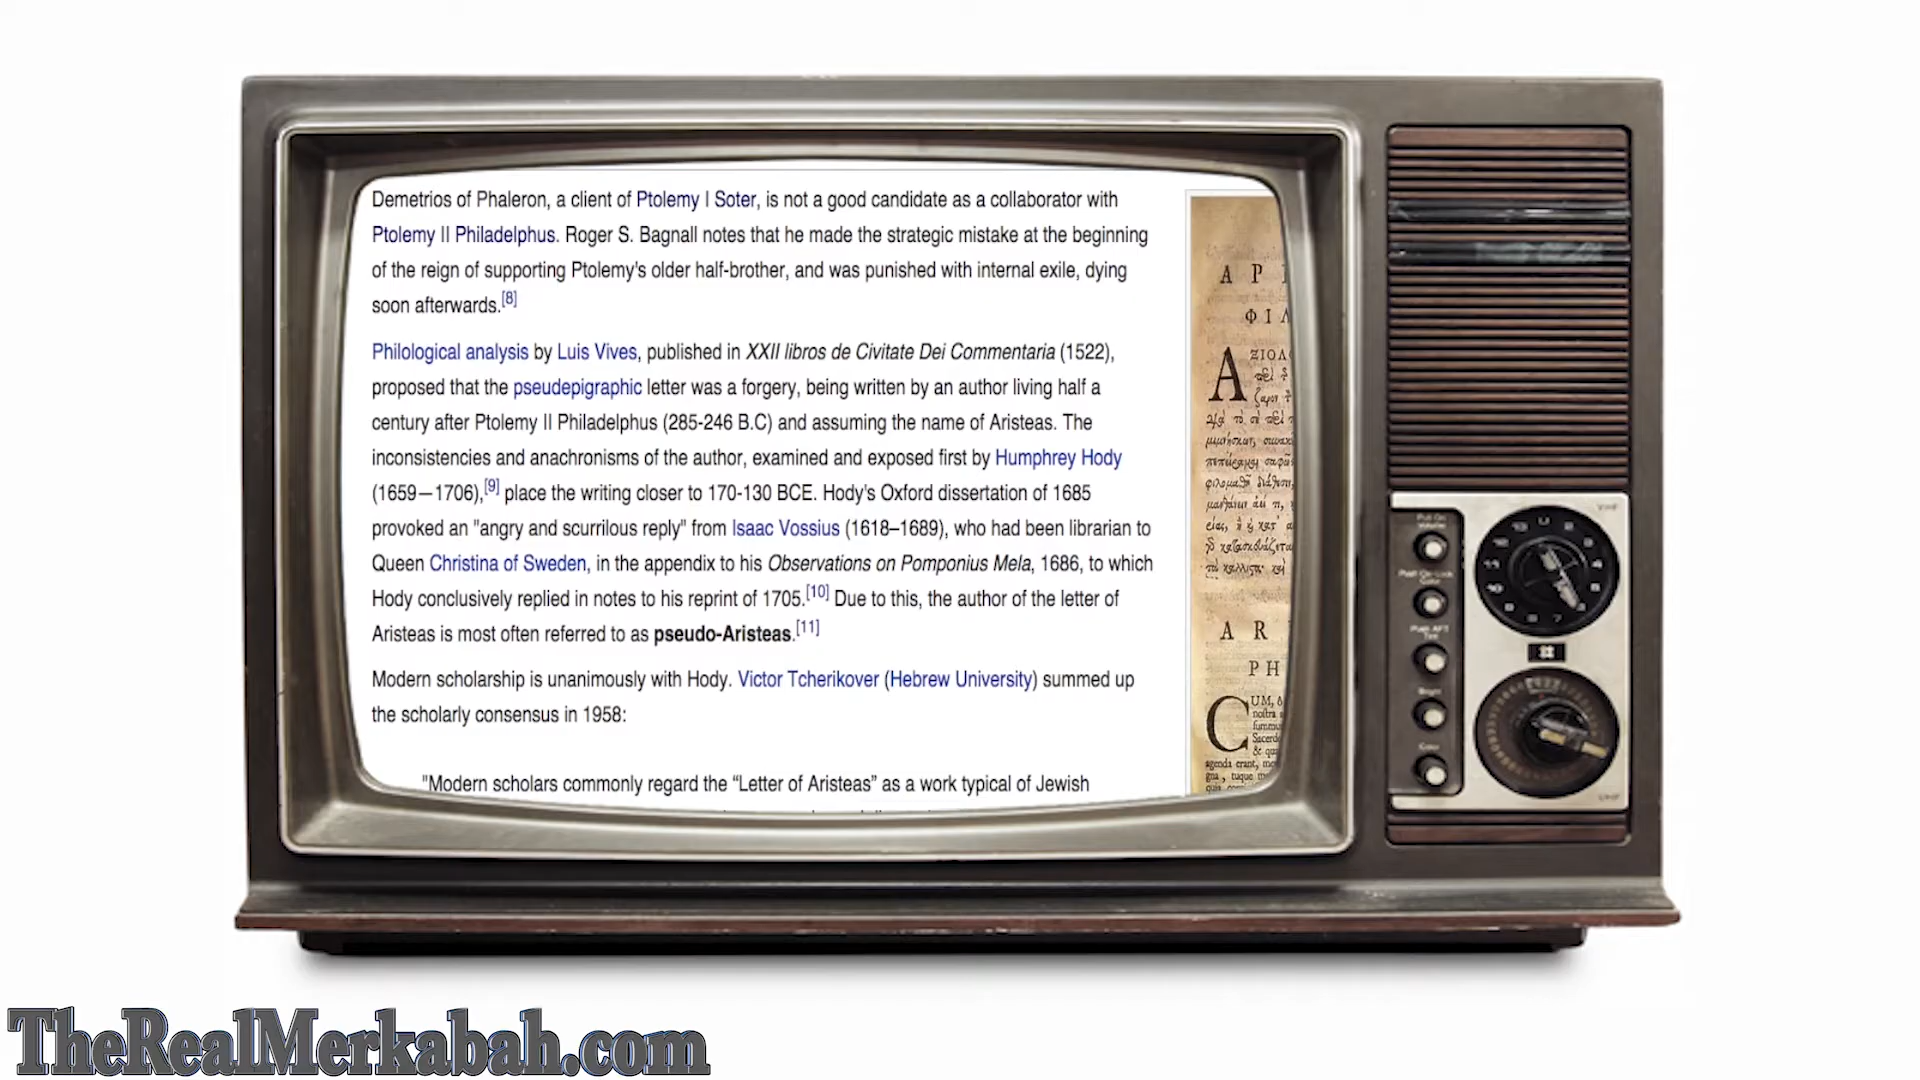 Demetrios of Phaleron, a client of Ptolemy I Soter, is not a good candidate as a collaborator with
Ptolemy II Philadelphus. Roger S. Bagnall notes that he made the strategic mistake at the beginning
of the reign of supporting Ptolemy's older half-brother, and was punished with internal exile, dying
soon afterwards.[8]
Philological analysis by Luis Vives, published in XXII libros de Civitate Dei Commentaria (1522),
proposed that the pseudepigraphic letter was a forgery, being written by an author living half a
century after Ptolemy II Philadelphus (285-246 B.C) and assuming the name of Aristeas. The
inconsistencies and anachronisms of the author, examined and exposed first by Humphrey Hody
(1659—1706),[9] place the writing closer to 170-130 BCE. Hody's Oxford dissertation of 1685
provoked an "angry and scurrilous reply" from Isaac Vossius (1618–1689), who had been librarian to
Queen Christina of Sweden, in the appendix to his Observations on Pomponius Mela, 1686, to which
Hody conclusively replied in notes to his reprint of 1705.[10] Due to this, the author of the letter of
Aristeas is most often referred to as pseudo-Aristeas.[11]
Modern scholarship is unanimously with Hody. Victor Tcherikover (Hebrew University) summed up
the scholarly consensus in 1958:
"Modern scholars commonly regard the “Letter of Aristeas” as a work typical of Jewish
TheRealMerkabah.com